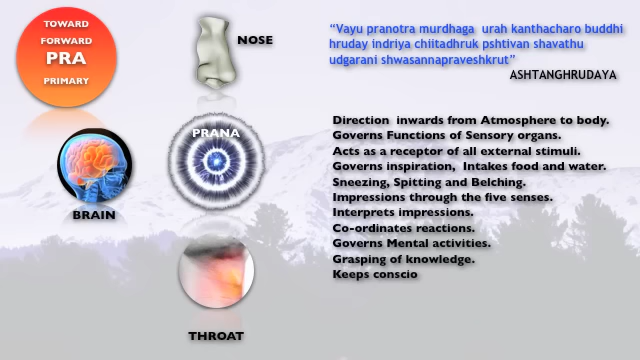 TOWARD
FORWARD
PRA
PRIMARY
NOSE
PRANA
BRAIN
THROAT
“Vayu pranotra murdhaga urah kanthacharo buddhi
hruday indriya chiitadhruk pshtivan shavathu
udgarani shwasannapraveshkrut”
ASHTANGHRUDAYA
Direction inwards from Atmosphere to body.
Governs Functions of Sensory organs.
Acts as a receptor of all external stimuli.
Governs inspiration, Intakes food and water.
Sneezing, Spitting and Belching.
Impressions through the five senses.
Interprets impressions.
Co-ordinates reactions.
Governs Mental activities.
Grasping of knowledge.
Keeps conscio